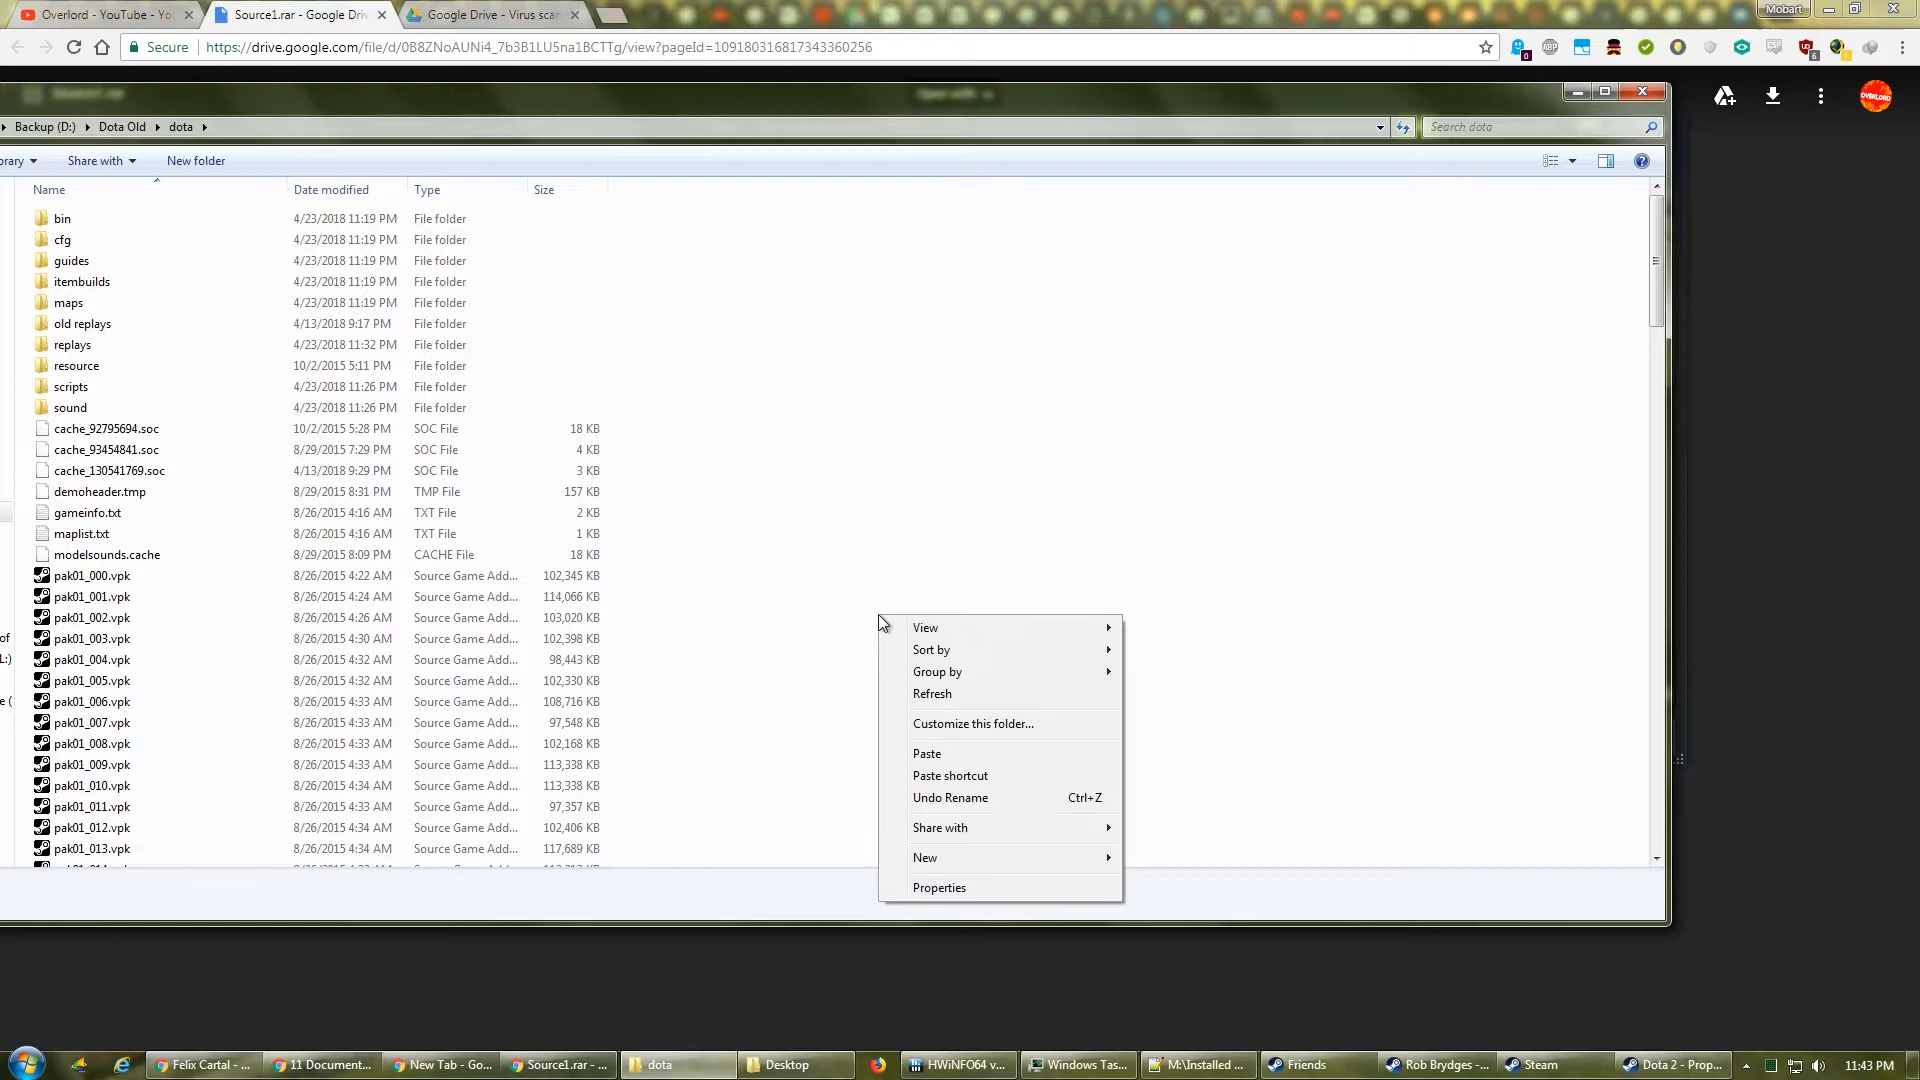 Overlord - YouTube - Yo
Source1.rar - Google Dri
Google Drive - Virus scan
Mobart
Secure
https://drive.google.com/file/d/0B8ZNoAUNi4_7b3B1LU5na1BCTTg/view?pageId=109180316817343360256
OVERLORD
Backup (D:)
Dota Old
dota
Search dota
brary
Share with
New folder
Name
Date modified
Type
Size
bin 4/23/2018 11:19 PM File folder
cfg 4/23/2018 11:19 PM File folder
guides 4/23/2018 11:19 PM File folder
itembuilds 4/23/2018 11:19 PM File folder
maps 4/23/2018 11:19 PM File folder
old replays 4/13/2018 9:17 PM File folder
replays 4/23/2018 11:32 PM File folder
resource 10/2/2015 5:11 PM File folder
scripts 4/23/2018 11:26 PM File folder
sound 4/23/2018 11:26 PM File folder
cache_92795694.soc 10/2/2015 5:28 PM SOC File 18 KB
cache_93454841.soc 8/29/2015 7:29 PM SOC File 4 KB
cache_130541769.soc 4/13/2018 9:29 PM SOC File 3 KB
demoheader.tmp 8/29/2015 8:31 PM TMP File 157 KB
gameinfo.txt 8/26/2015 4:16 AM TXT File 2 KB
maplist.txt 8/26/2015 4:16 AM TXT File 1 KB
modelsounds.cache 8/29/2015 8:09 PM CACHE File 18 KB
pak01_000.vpk 8/26/2015 4:22 AM Source Game Add... 102,345 KB
pak01_001.vpk 8/26/2015 4:24 AM Source Game Add... 114,066 KB
pak01_002.vpk 8/26/2015 4:26 AM Source Game Add... 103,020 KB
pak01_003.vpk 8/26/2015 4:30 AM Source Game Add... 102,398 KB
pak01_004.vpk 8/26/2015 4:32 AM Source Game Add... 98,443 KB
pak01_005.vpk 8/26/2015 4:32 AM Source Game Add... 102,330 KB
pak01_006.vpk 8/26/2015 4:33 AM Source Game Add... 108,716 KB
pak01_007.vpk 8/26/2015 4:33 AM Source Game Add... 97,548 KB
pak01_008.vpk 8/26/2015 4:33 AM Source Game Add... 102,168 KB
pak01_009.vpk 8/26/2015 4:33 AM Source Game Add... 113,338 KB
pak01_010.vpk 8/26/2015 4:34 AM Source Game Add... 113,338 KB
pak01_011.vpk 8/26/2015 4:33 AM Source Game Add... 97,357 KB
pak01_012.vpk 8/26/2015 4:34 AM Source Game Add... 102,406 KB
pak01_013.vpk 8/26/2015 4:34 AM Source Game Add... 117,689 KB
of
L:)
e (
View
Sort by
Group by
Refresh
Customize this folder...
Paste
Paste shortcut
Undo Rename Ctrl+Z
Share with
New
Properties
Felix Cartal - ...
11 Document...
New Tab - Go...
Source1.rar - ...
dota
Desktop
HWiNFO64 v...
Windows Tas...
M:\Installed ...
Friends
Rob Brydges -...
Steam
Dota 2 - Prop...
11:43 PM